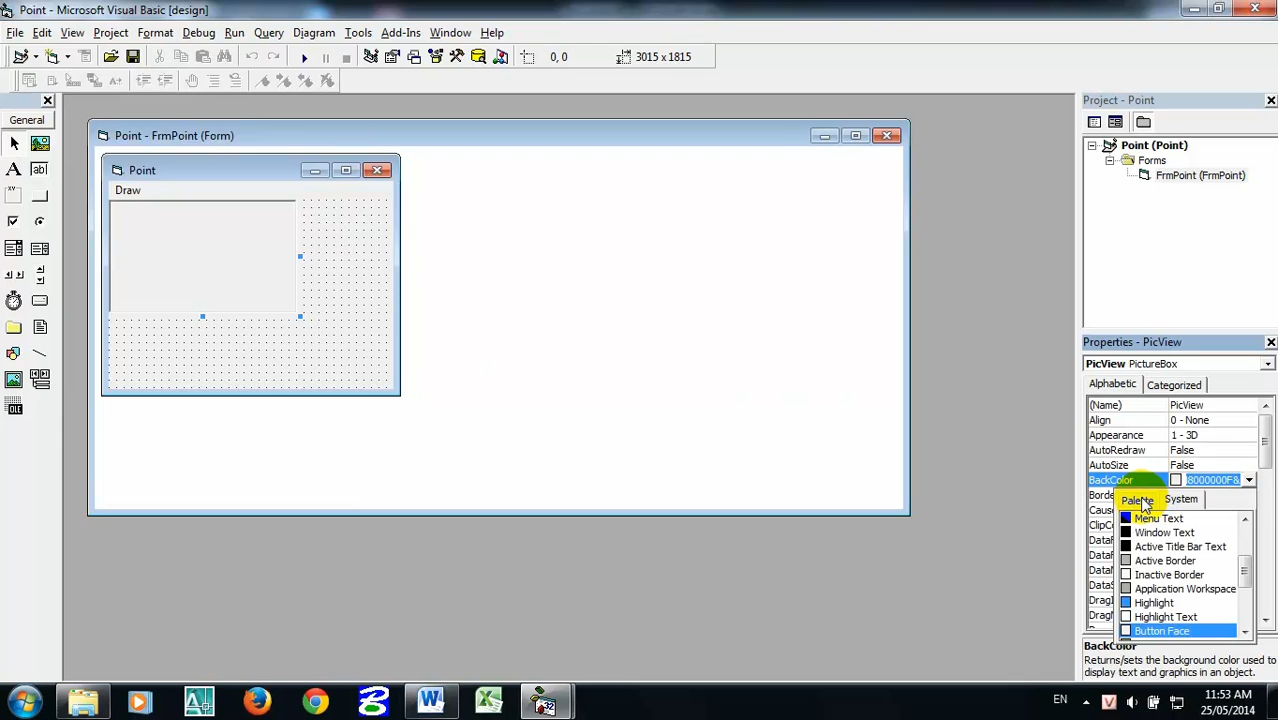 Point - Microsoft Visual Basic [design]
File Edit View Project Format Debug Run Query Diagram Tools Add-Ins Window Help
0, 0 3015 x 1815
General
A ab|
Point - FrmPoint (Form)
Point
Draw
Project - Point
Point (Point)
Forms
FrmPoint (FrmPoint)
Properties - PicView
PicView PictureBox
Alphabetic Categorized
(Name) PicView
Align 0 - None
Appearance 1 - 3D
AutoRedraw False
AutoSize False
BackColor 8000000F&
Palette System
Menu Text
Window Text
Active Title Bar Text
Active Border
Inactive Border
Application Workspace
Highlight
Highlight Text
Button Face
BackColor
Returns/sets the background color used to
display text and graphics in an object.
EN 11:53 AM
25/05/2014